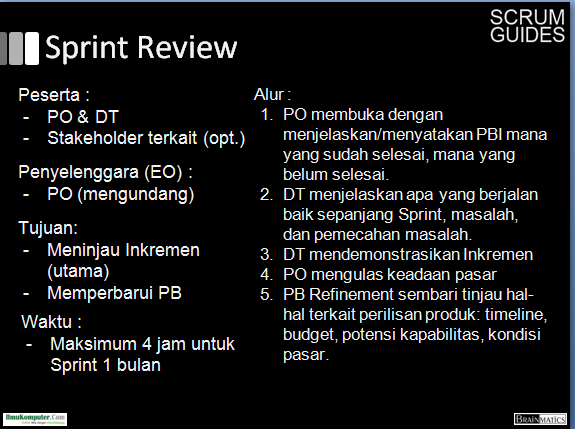 SCRUM
GUIDES
Sprint Review
Peserta :
- PO & DT
- Stakeholder terkait (opt.)
Penyelenggara (EO) :
- PO (mengundang)
Tujuan:
- Meninjau Inkremen
(utama)
- Memperbarui PB
Waktu :
- Maksimum 4 jam untuk
Sprint 1 bulan
Alur :
1. PO membuka dengan
menjelaskan/menyatakan PBI mana
yang sudah selesai, mana yang
belum selesai.
2. DT menjelaskan apa yang berjalan
baik sepanjang Sprint, masalah,
dan pemecahan masalah.
3. DT mendemonstrasikan Inkremen
4. PO mengulas keadaan pasar
5. PB Refinement sembari tinjau hal-
hal terkait perilisan produk: timeline,
budget, potensi kapabilitas, kondisi
pasar.
IlmuKomputer.Com
BRAINMATICS